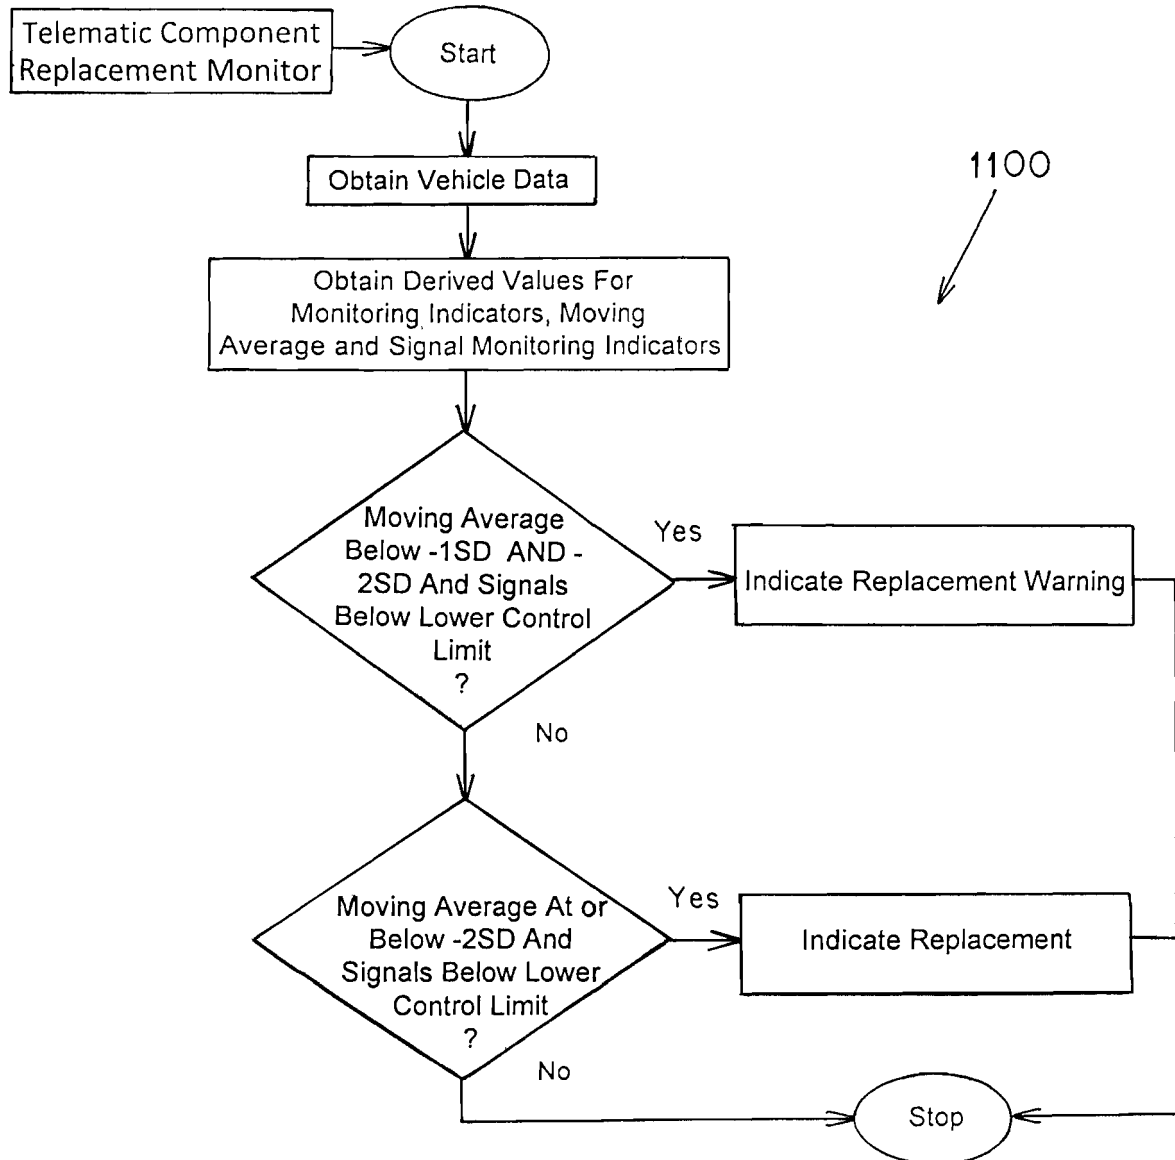 Telematic Component
Replacement Monitor
Start
Obtain Vehicle Data
1100
Obtain Derived Values For
Monitoring Indicators, Moving
Average and Signal Monitoring Indicators
Moving Average
Below -1SD AND -
2SD And Signals
Below Lower Control
Limit
?
Yes
Indicate Replacement Warning
No
Moving Average At or
Below -2SD And
Signals Below Lower
Control Limit
?
Yes
Indicate Replacement
No
Stop